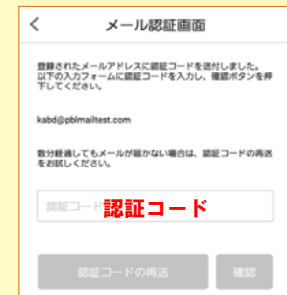 メール認証画面
登録されたメールアドレスに認証コードを送付しました。
以下の入力フォームに認証コードを入力し、確認ボタンを押
下してください。
kabd@pblmailtest.com
数分経過してもメールが届かない場合は、認証コードの再送
をお試しください。
認証コード 認証コード
認証コードの再送 確認